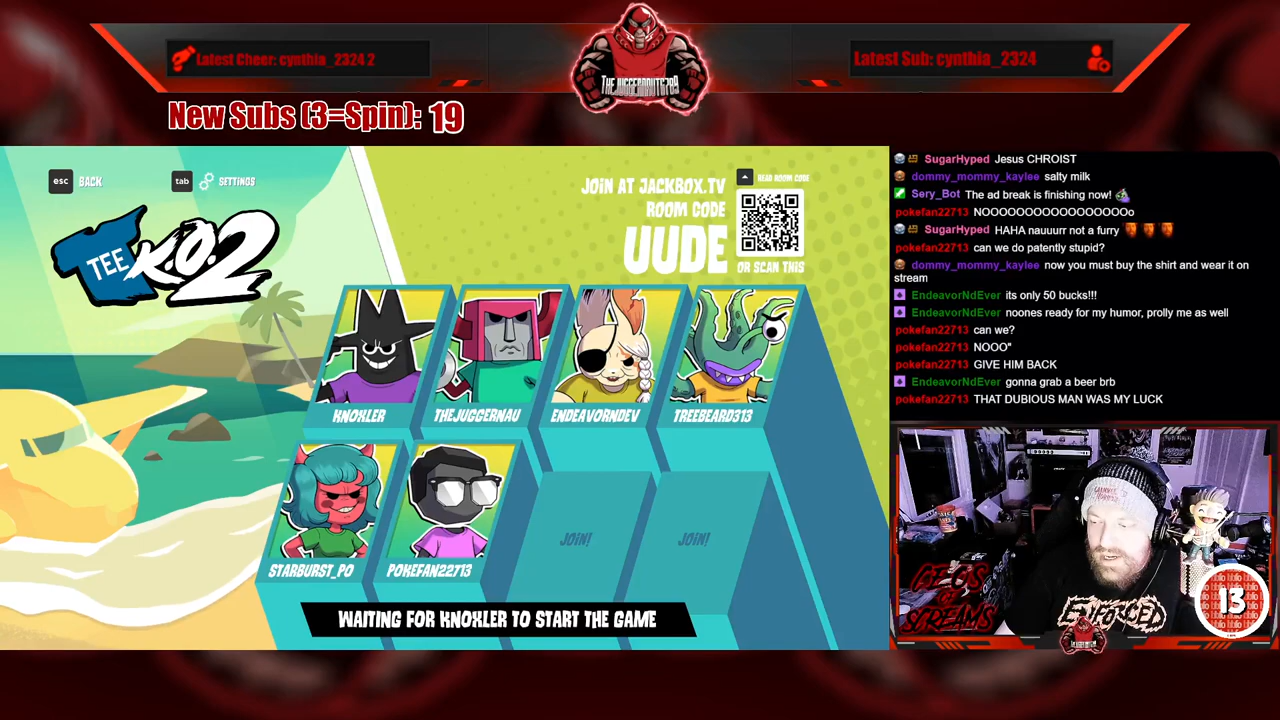 Latest Cheer: cynthia_2324 2
THEJUGGERNAUT6789
Latest Sub: cynthia_2324
New Subs (3=Spin): 19
esc BACK
tab SETTINGS
TEE K.O.2
JOIN AT JACKBOX.TV
ROOM CODE
UUDE
READ ROOM CODE
OR SCAN THIS
KNOXLER
THEJUGGERNAU
ENDEAVORNDEV
TREEBEARD313
STARBURST_PO
POKEFAN22713
JOIN!
JOIN!
WAITING FOR KNOXLER TO START THE GAME
SugarHyped Jesus CHROIST
dommy_mommy_kaylee salty milk
Sery_Bot The ad break is finishing now!
pokefan22713 NOOOOOOOOOOOOOOOOo
SugarHyped HAHA nauuurr not a furry
pokefan22713 can we do patently stupid?
dommy_mommy_kaylee now you must buy the shirt and wear it on
stream
EndeavorNdEver its only 50 bucks!!!
EndeavorNdEver noones ready for my humor, prolly me as well
pokefan22713 can we?
pokefan22713 NOOO"
pokefan22713 GIVE HIM BACK
EndeavorNdEver gonna grab a beer brb
pokefan22713 THAT DUBIOUS MAN WAS MY LUCK
OF
SCREAMS
ENFORCED
13